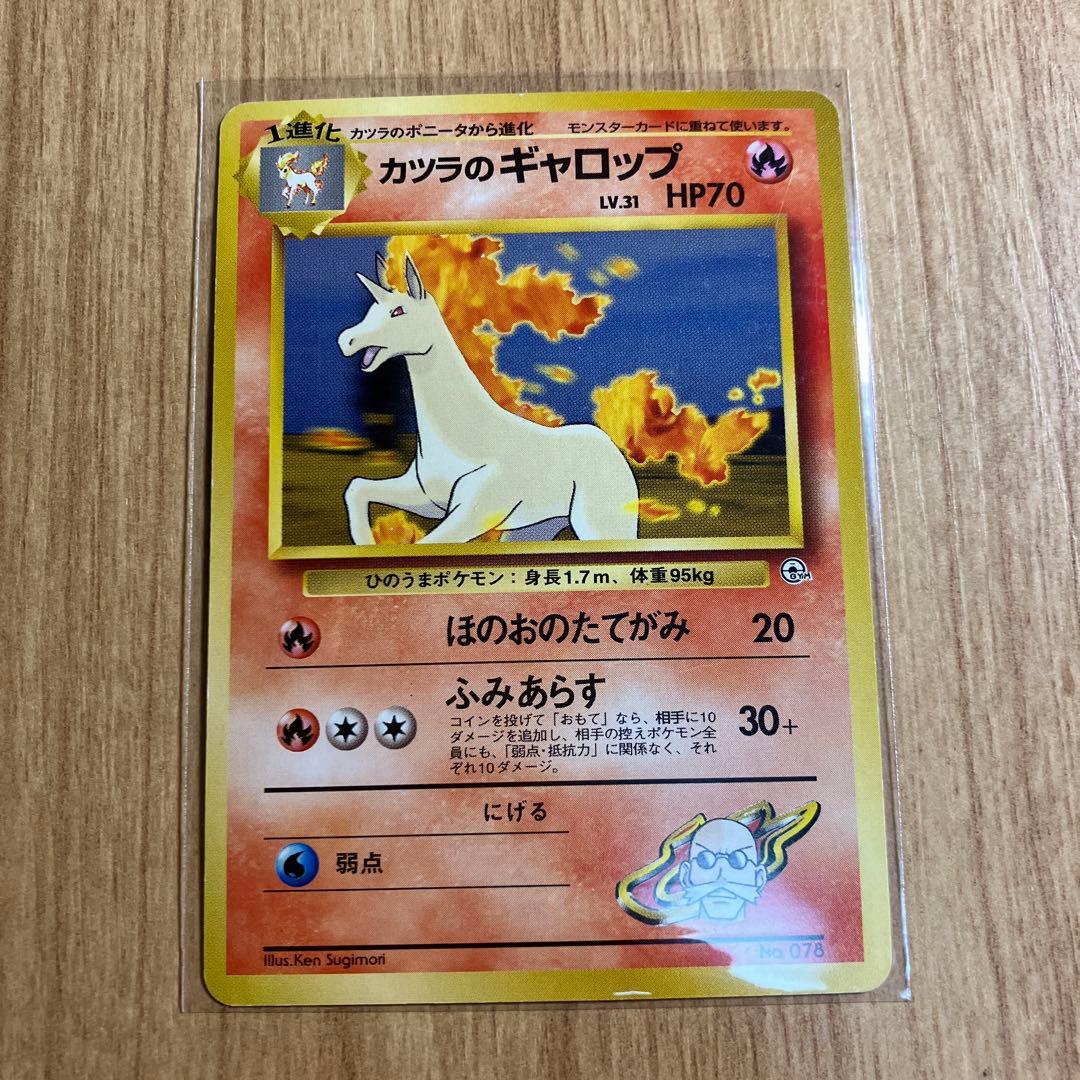 1進化
カツラのポニータから進化
モンスターカードに重ねて使います。
カツラのギャロップ
LV.31 HP70
ひのうまポケモン：身長1.7m、体重95kg
GYM
ほのおのたてがみ 20
ふみあらす
30+
コインを投げて「おもて」なら、相手に10
ダメージを追加し、相手の控えポケモン全
員にも、「弱点・抵抗力」に関係なく、それ
ぞれ10ダメージ。
にげる
弱点
No. 078
Illus.Ken Sugimori